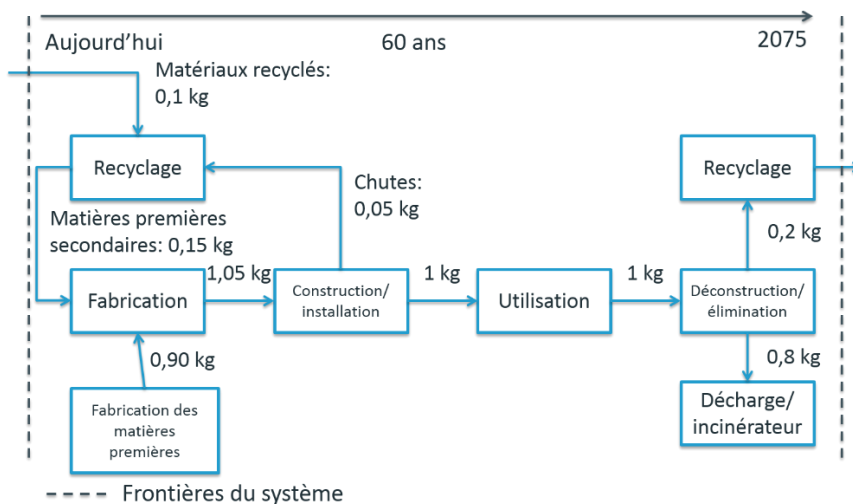 Aujourd'hui
60 ans
2075
Matériaux recyclés:
0,1 kg
Recyclage
Recyclage
Chutes:
0,05 kg
Matières premières
secondaires: 0,15 kg
0,2 kg
1,05 kg
1 kg
1 kg
Fabrication
Construction/
installation
Utilisation
Déconstruction/
élimination
0,90 kg
0,8 kg
Fabrication des
matières
premières
Décharge/
incinérateur
Frontières du système